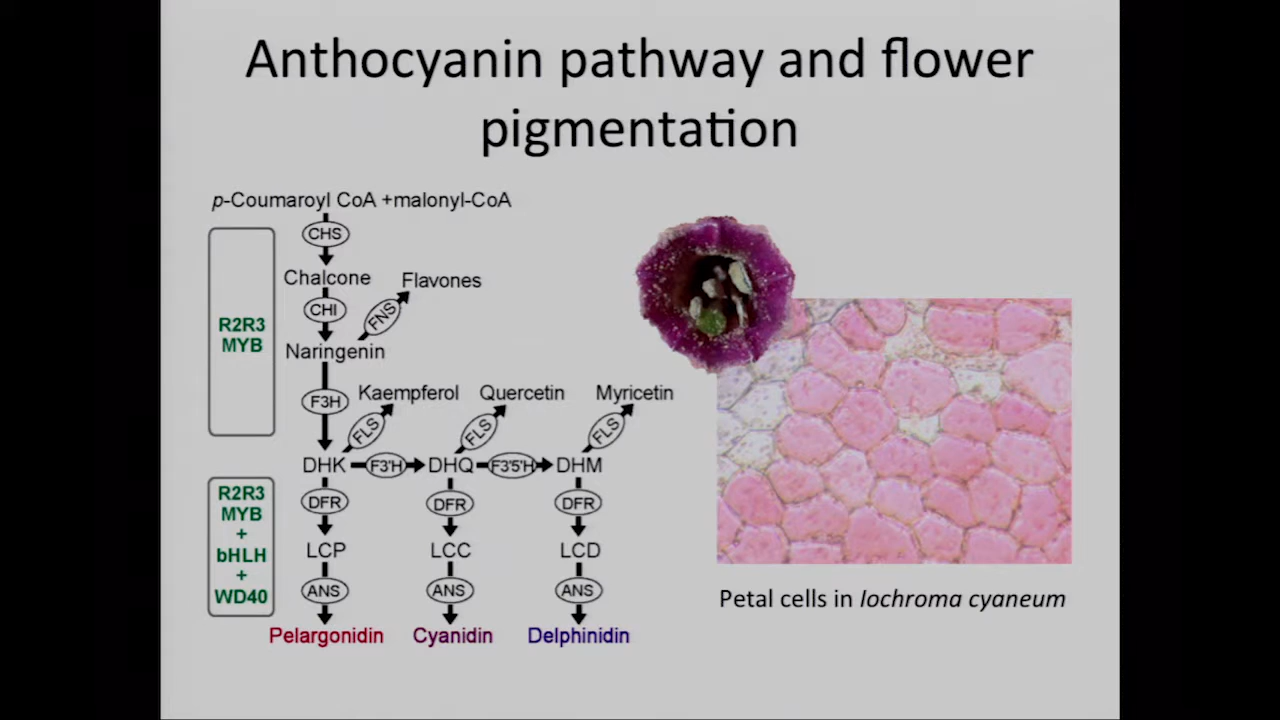 Anthocyanin pathway and flower
pigmentation
p-Coumaroyl CoA +malonyl-CoA
CHS
Chalcone
Flavones
CHI
FNS
R2R3
MYB
Naringenin
F3H
Kaempferol
Quercetin
Myricetin
FLS
FLS
FLS
DHK
F3'H
DHQ
F3'5'H
DHM
R2R3
MYB
+
bHLH
+
WD40
DFR
DFR
DFR
LCP
LCC
LCD
ANS
ANS
ANS
Pelargonidin
Cyanidin
Delphinidin
Petal cells in Iochroma cyaneum